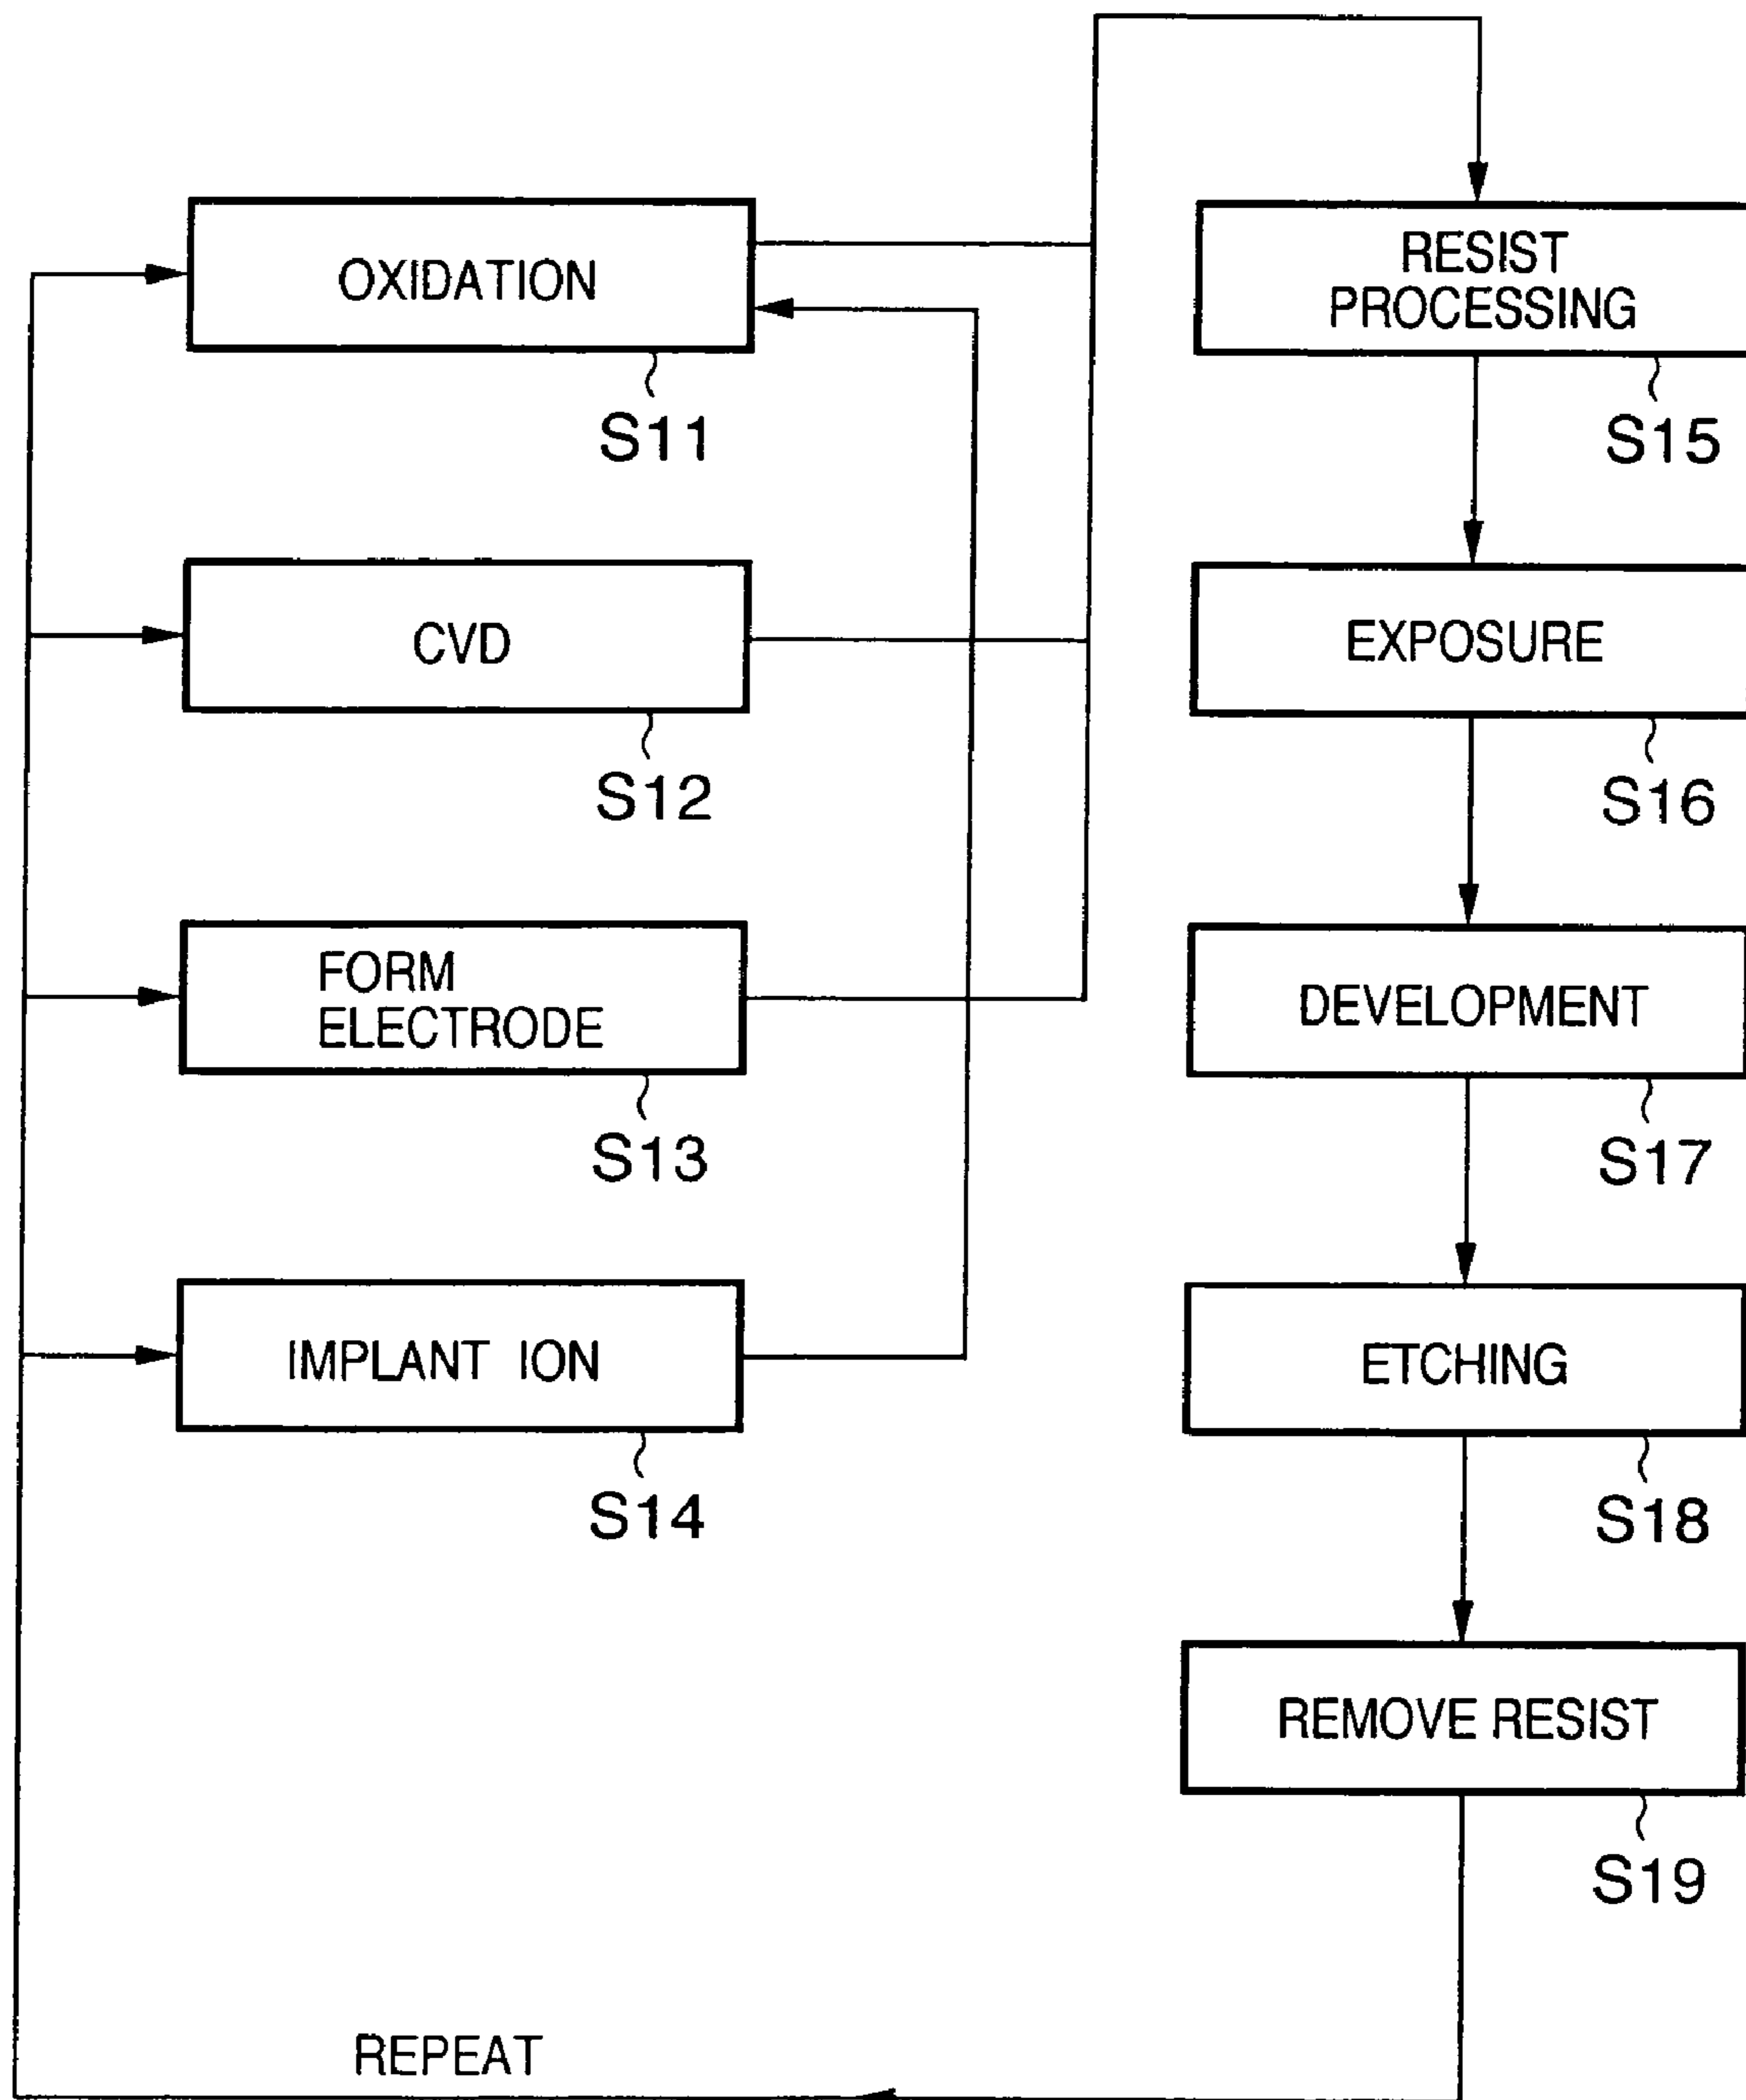 OXIDATION
S11
CVD
S12
FORM
ELECTRODE
S13
IMPLANT ION
S14
RESIST
PROCESSING
S15
EXPOSURE
S16
DEVELOPMENT
S17
ETCHING
S18
REMOVE RESIST
S19
REPEAT